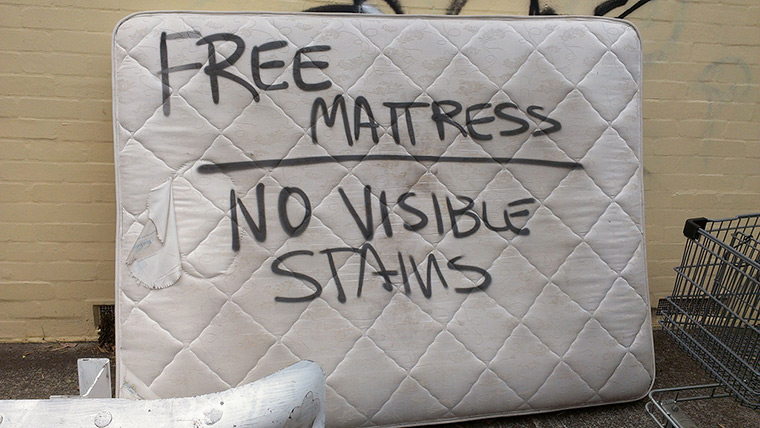 FREE
MATTRESS
NO VISIBLE
STAINS